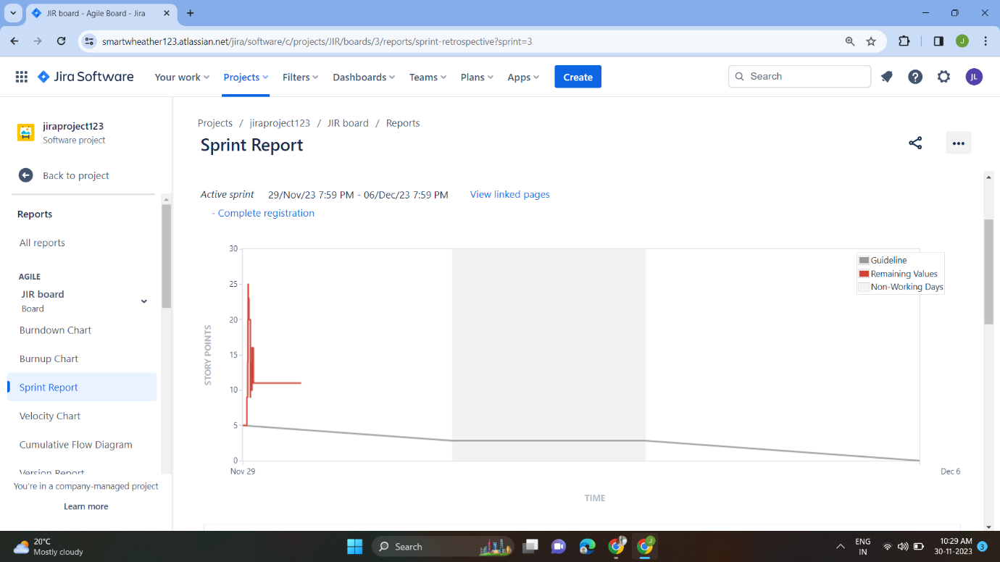 JIR board - Agile Board - Jira
smartwheather123.atlassian.net/jira/software/c/projects/JIR/boards/3/reports/sprint-retrospective?sprint=3
J
Jira Software
Your work
Projects
Filters
Dashboards
Teams
Plans
Apps
Create
Search
JL
jiraproject123
Software project
Back to project
Reports
All reports
AGILE
JIR board
Board
Burndown Chart
Burnup Chart
Sprint Report
Velocity Chart
Cumulative Flow Diagram
Version Report
You're in a company-managed project
Learn more
Projects / jiraproject123 / JIR board / Reports
Sprint Report
Active sprint 29/Nov/23 7:59 PM - 06/Dec/23 7:59 PM View linked pages
- Complete registration
30
25
20
15
10
5
0
STORY POINTS
Guideline
Remaining Values
Non-Working Days
Nov 29
Dec 6
TIME
20°C
Mostly cloudy
Search
J
ENG
IN
10:29 AM
30-11-2023
3